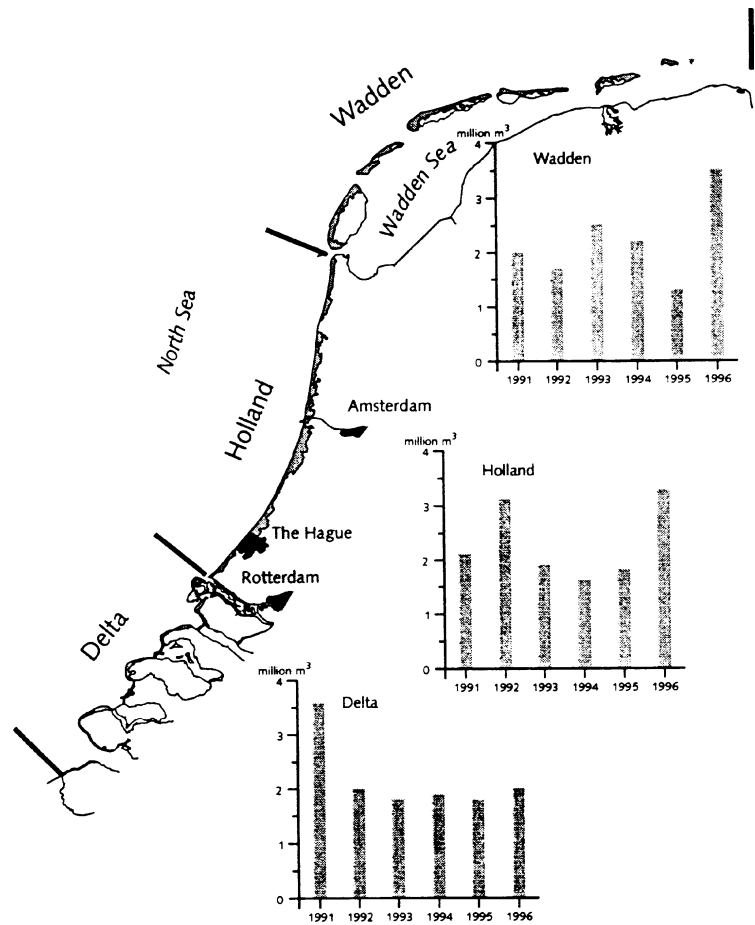 Wadden
Wadden Sea
million m³
Wadden
4
3
2
1
0
1991 1992 1993 1994 1995 1996
North Sea
Holland
Amsterdam
million m³
Holland
4
3
2
1
0
1991 1992 1993 1994 1995 1996
The Hague
Rotterdam
Delta
million m³
Delta
4
3
2
1
0
1991 1992 1993 1994 1995 1996